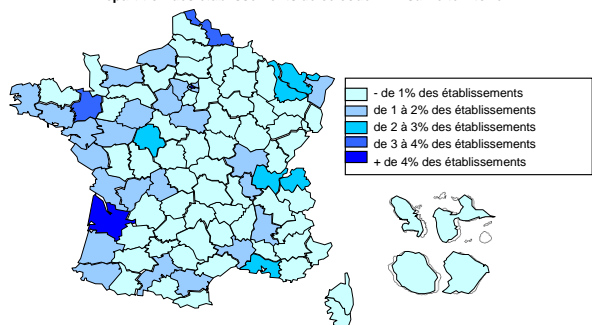 - de 1% des établissements
de 1 à 2% des établissements
de 2 à 3% des établissements
de 3 à 4% des établissements
+ de 4% des établissements